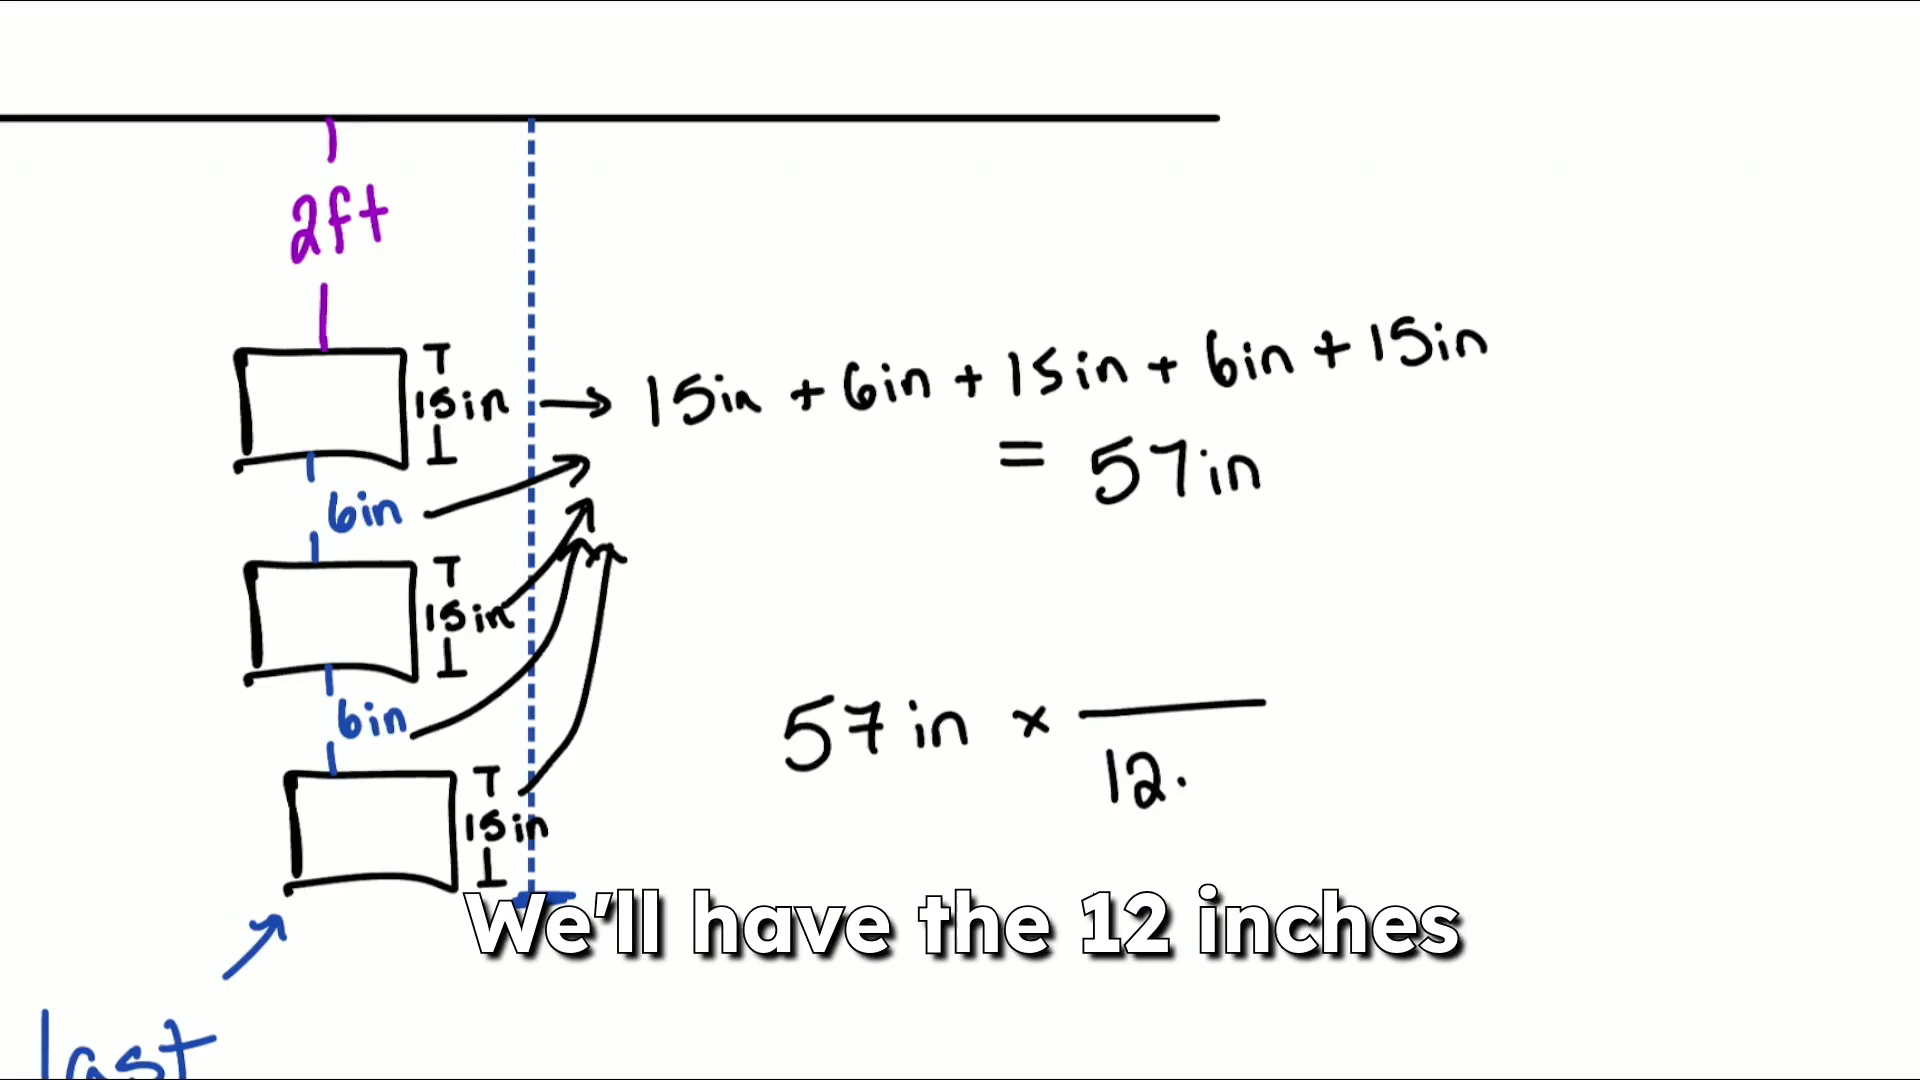 2ft
15in → 15in + 6in + 15in + 6in + 15in
= 57in
6in
15in
6in
57 in ×
12.
15in
We'll have the 12 inches
last